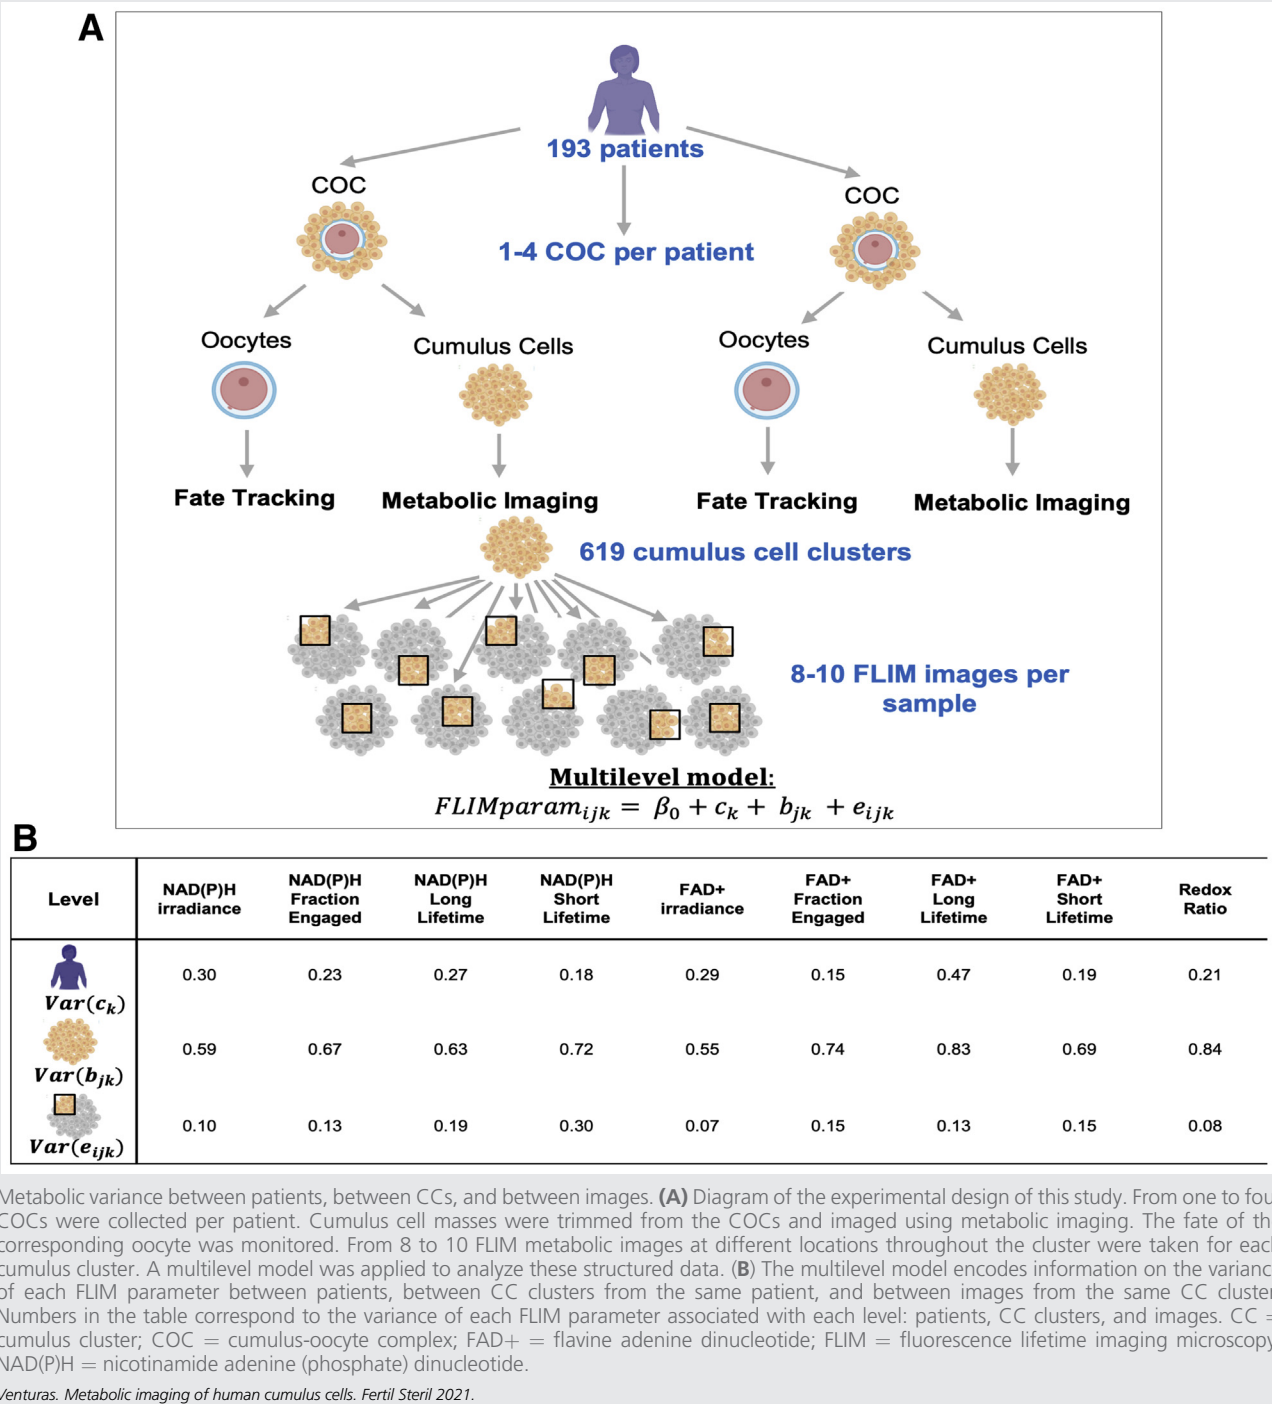 A
193 patients
COC
COC
1-4 COC per patient
Oocytes
Cumulus Cells
Oocytes
Cumulus Cells
Fate Tracking
Metabolic Imaging
Fate Tracking
Metabolic Imaging
619 cumulus cell clusters
8-10 FLIM images per
sample
Multilevel model:
FLIMparam_{ijk} = β_0 + c_k + b_{jk} + e_{ijk}
B
Level NAD(P)H irradiance NAD(P)H Fraction Engaged NAD(P)H Long Lifetime NAD(P)H Short Lifetime FAD+ irradiance FAD+ Fraction Engaged FAD+ Long Lifetime FAD+ Short Lifetime Redox Ratio
Var(c_k) 0.30 0.23 0.27 0.18 0.29 0.15 0.47 0.19 0.21
Var(b_{jk}) 0.59 0.67 0.63 0.72 0.55 0.74 0.83 0.69 0.84
Var(e_{ijk}) 0.10 0.13 0.19 0.30 0.07 0.15 0.13 0.15 0.08
Metabolic variance between patients, between CCs, and between images. (A) Diagram of the experimental design of this study. From one to fou
COCs were collected per patient. Cumulus cell masses were trimmed from the COCs and imaged using metabolic imaging. The fate of th
corresponding oocyte was monitored. From 8 to 10 FLIM metabolic images at different locations throughout the cluster were taken for eac
cumulus cluster. A multilevel model was applied to analyze these structured data. (B) The multilevel model encodes information on the varianc
of each FLIM parameter between patients, between CC clusters from the same patient, and between images from the same CC cluster
Numbers in the table correspond to the variance of each FLIM parameter associated with each level: patients, CC clusters, and images. CC =
cumulus cluster; COC = cumulus-oocyte complex; FAD+ = flavine adenine dinucleotide; FLIM = fluorescence lifetime imaging microscopy
NAD(P)H = nicotinamide adenine (phosphate) dinucleotide.
Venturas. Metabolic imaging of human cumulus cells. Fertil Steril 2021.